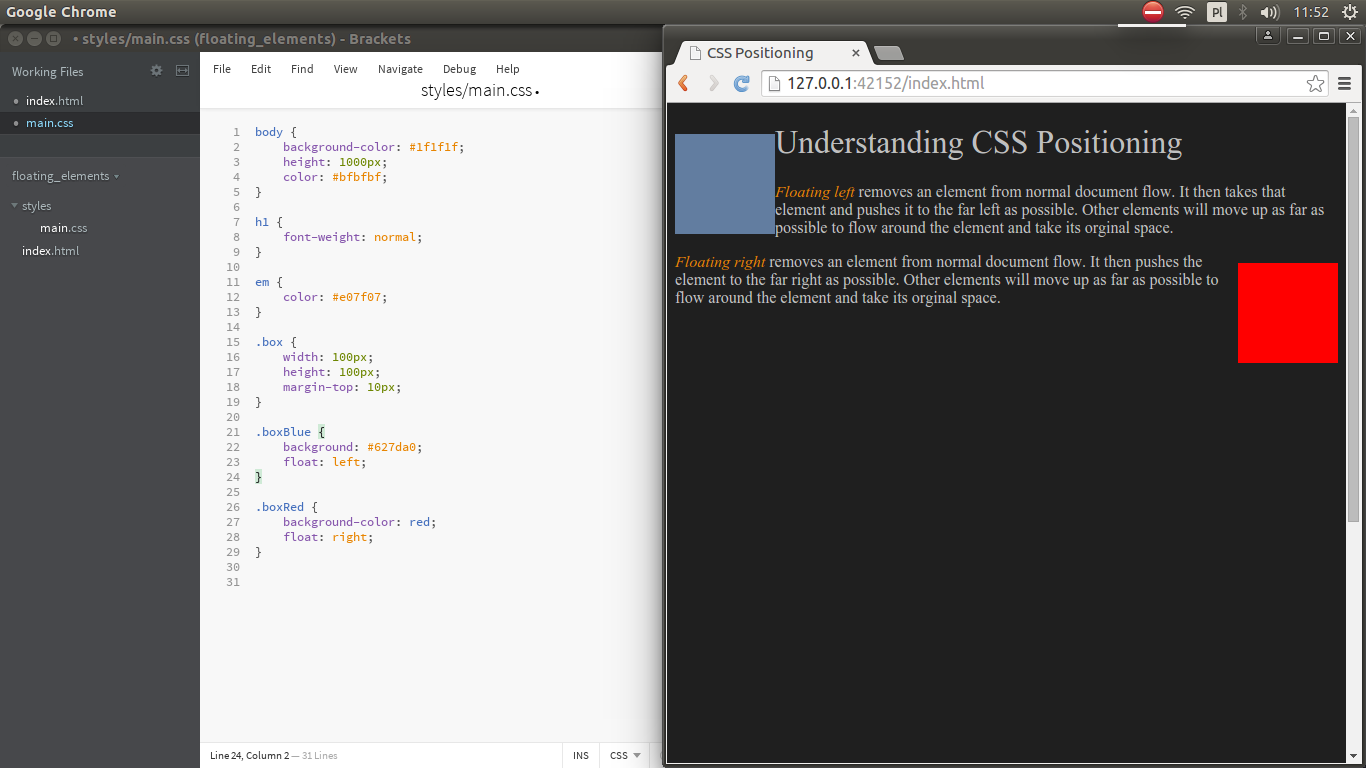 Google Chrome
Pl
11:52
• styles/main.css (floating_elements) - Brackets
Working Files
index.html
main.css
floating_elements
styles
main.css
index.html
File Edit Find View Navigate Debug Help
styles/main.css •
1 body {
2 background-color: #1f1f1f;
3 height: 1000px;
4 color: #bfbfbf;
5 }
6
7 h1 {
8 font-weight: normal;
9 }
10
11 em {
12 color: #e07f07;
13 }
14
15 .box {
16 width: 100px;
17 height: 100px;
18 margin-top: 10px;
19 }
20
21 .boxBlue {
22 background: #627da0;
23 float: left;
24 }
25
26 .boxRed {
27 background-color: red;
28 float: right;
29 }
30
31
Line 24, Column 2 — 31 Lines
INS
CSS
CSS Positioning
127.0.0.1:42152/index.html
Understanding CSS Positioning
Floating left removes an element from normal document flow. It then takes that
element and pushes it to the far left as possible. Other elements will move up as far as
possible to flow around the element and take its orginal space.
Floating right removes an element from normal document flow. It then pushes the
element to the far right as possible. Other elements will move up as far as possible to
flow around the element and take its orginal space.